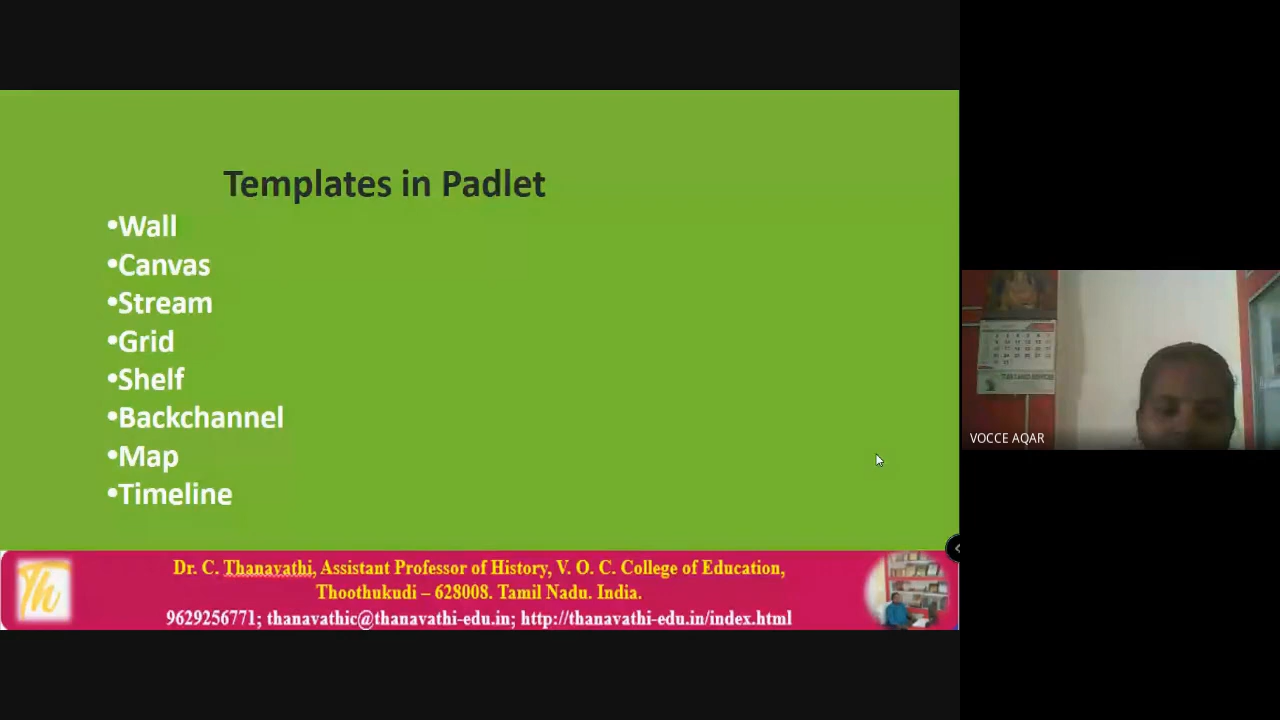 Templates in Padlet
•Wall
•Canvas
•Stream
•Grid
•Shelf
•Backchannel
•Map
•Timeline
Th
Dr. C. Thanavathi, Assistant Professor of History, V. O. C. College of Education,
Thoothukudi – 628008. Tamil Nadu. India.
9629256771; thanavathic@thanavathi-edu.in; http://thanavathi-edu.in/index.html
VOCCE AQAR